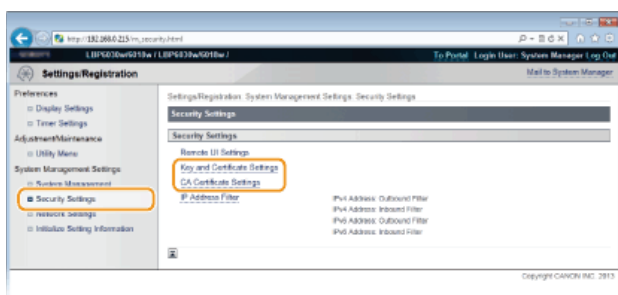 http://192.168.0.215/m_security.html
LBP6030w/6018w / LBP6030w/6018w /
To Portal Login User: System Manager Log Out
Settings/Registration
Mail to System Manager
Preferences
Display Settings
Timer Settings
Adjustment/Maintenance
Utility Menu
System Management Settings
System Management
Security Settings
Network Settings
Initialize Setting Information
Settings/Registration: System Management Settings: Security Settings
Security Settings
Security Settings
Remote UI Settings
Key and Certificate Settings
CA Certificate Settings
IP Address Filter
IPv4 Address: Outbound Filter
IPv4 Address: Inbound Filter
IPv6 Address: Outbound Filter
IPv6 Address: Inbound Filter
Copyright CANON INC. 2013